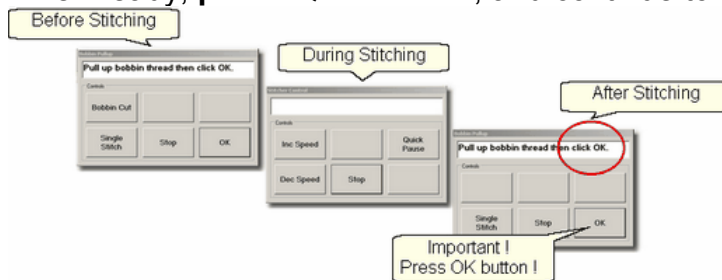 Before Stitching
Bobbin Pullup
Pull up bobbin thread then click OK.
Controls
Bobbin Cut
Single Stitch
Stop
OK
During Stitching
Stitcher Control
Controls
Inc Speed
Quick Pause
Dec Speed
Stop
After Stitching
Bobbin Pullup
Pull up bobbin thread then click OK.
Controls
Single Stitch
Stop
OK
Important !
Press OK button !